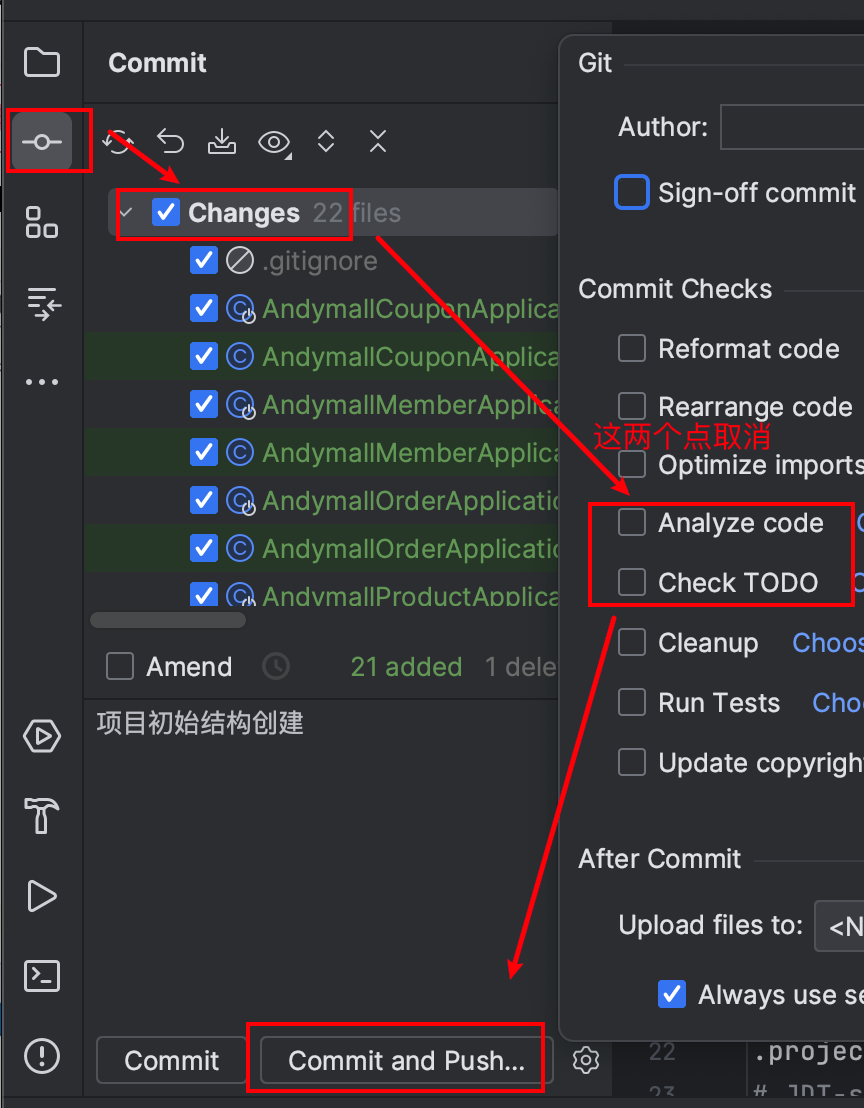 Commit
Git
Author:
Sign-off commit
Changes 22 files
.gitignore
AndymallCouponApplica
AndymallCouponApplica
AndymallMemberApplica
AndymallMemberApplica
AndymallOrderApplicatio
AndymallOrderApplicatio
AndymallProductApplica
Amend
21 added 1 dele
项目初始结构创建
Commit
Commit and Push...
Commit Checks
Reformat code
Rearrange code
这两个点取消
Optimize imports
Analyze code
Check TODO
Cleanup Choos
Run Tests Cho
Update copyrigh
After Commit
Upload files to: <N
Always use se
22 .projec
23 # JDT-s